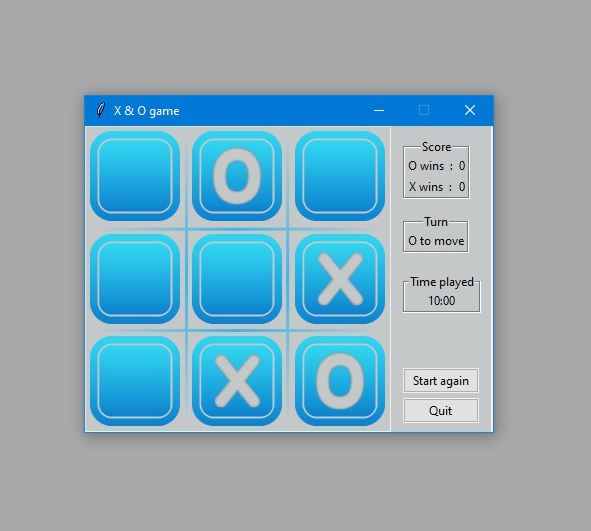 X & O game
O
X
X O
Score
O wins : 0
X wins : 0
Turn
O to move
Time played
10:00
Start again
Quit